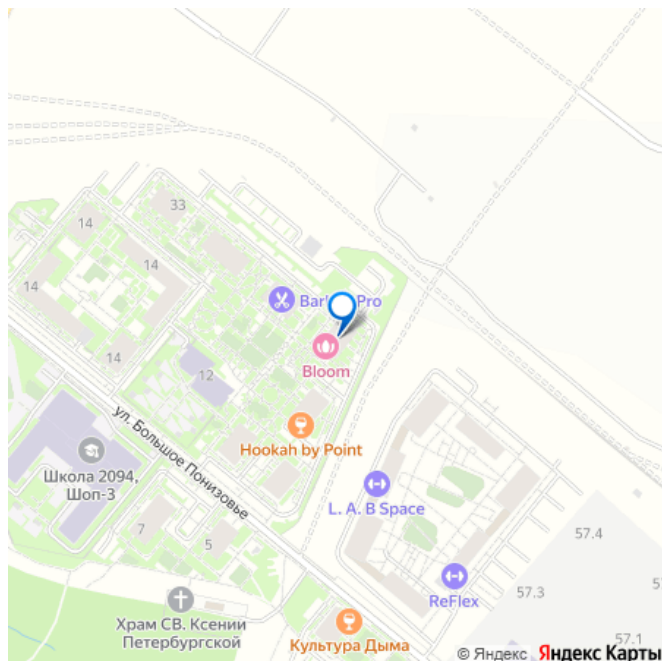 33
14
14
14
14
Pro
Bloom
12
Hookah by Point
ул. Большое Понизовье
Школа 2094,
Шоп-3
L. A. B Space
7
5
57.4
57.3
ReFlex
57.1
Храм СВ. Ксении
Петербургской
Культура Дыма
© Яндекс Яндекс Карты